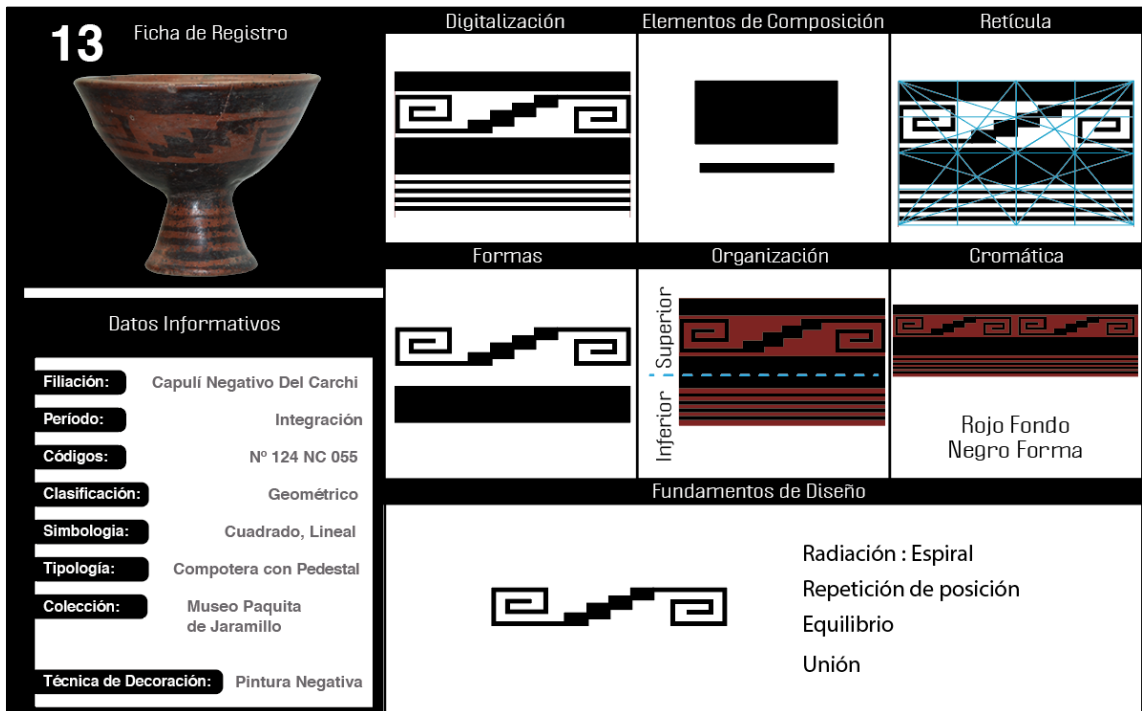 13 Ficha de Registro
Datos Informativos
Filiación: Capulí Negativo Del Carchi
Período: Integración
Códigos: Nº 124 NC 055
Clasificación: Geométrico
Simbologia: Cuadrado, Lineal
Tipología: Compotera con Pedestal
Colección: Museo Paquita
de Jaramillo
Técnica de Decoración: Pintura Negativa
Digitalización
Elementos de Composición
Retícula
Formas
Organización
Superior
Inferior
Cromática
Rojo Fondo
Negro Forma
Fundamentos de Diseño
Radiación : Espiral
Repetición de posición
Equilibrio
Unión